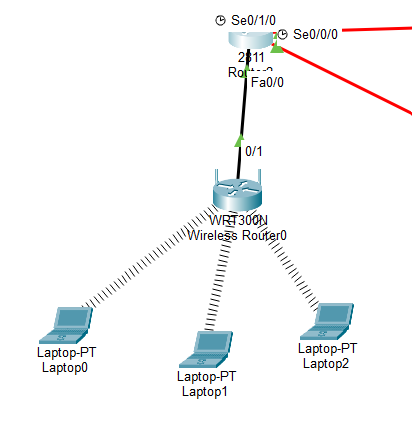 Se0/1/0
Se0/0/0
2811
Fa0/0
0/1
WRT300N
Wireless Router0
Laptop-PT
Laptop0
Laptop-PT
Laptop1
Laptop-PT
Laptop2